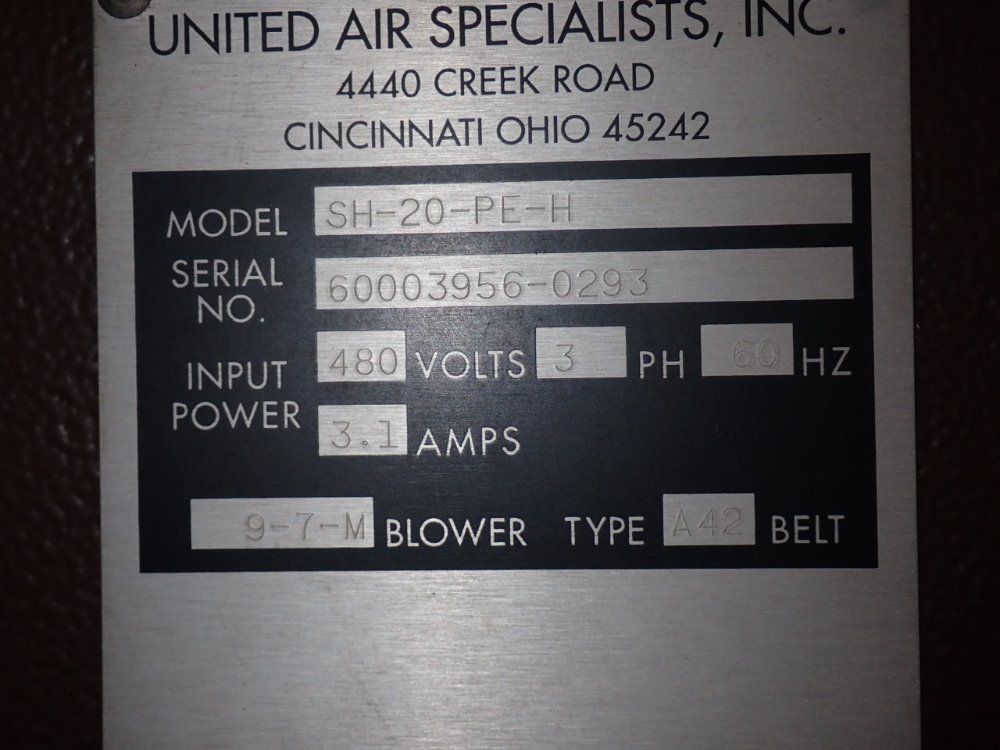 UNITED AIR SPECIALISTS, INC.
4440 CREEK ROAD
CINCINNATI OHIO 45242
MODEL SH-20-PE-H
SERIAL NO. 60003956-0293
INPUT POWER 480 VOLTS 3 PH 60 HZ
3.1 AMPS
9-7-M BLOWER TYPE A42 BELT